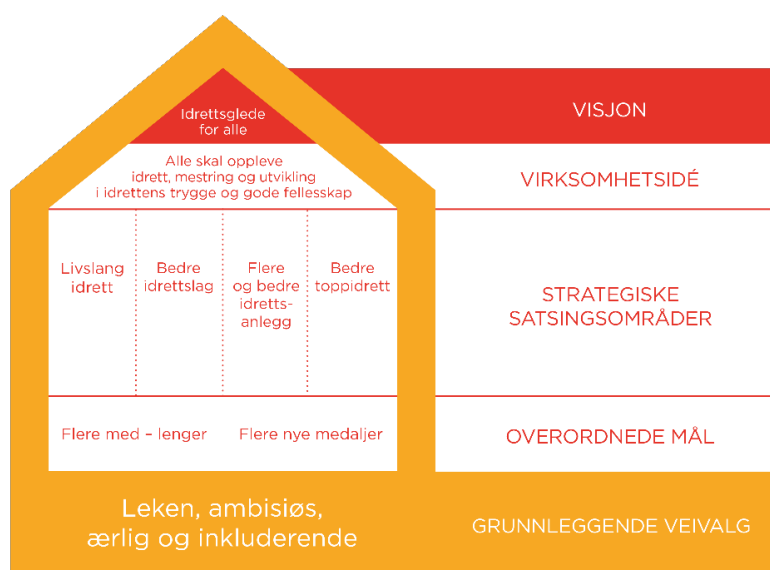 Idrettsglede
for alle
VISJON
Alle skal oppleve
idrett, mestring og utvikling
i idrettens trygge og gode fellesskap
VIRKSOMHETSIDÉ
Livslang
idrett
Bedre
idrettslag
Flere
og bedre
idretts-
anlegg
Bedre
toppidrett
STRATEGISKE
SATSINGSOMRÅDER
Flere med – lenger
Flere nye medaljer
OVERORDNEDE MÅL
Leken, ambisiøs,
ærlig og inkluderende
GRUNNLEGGENDE VEIVALG